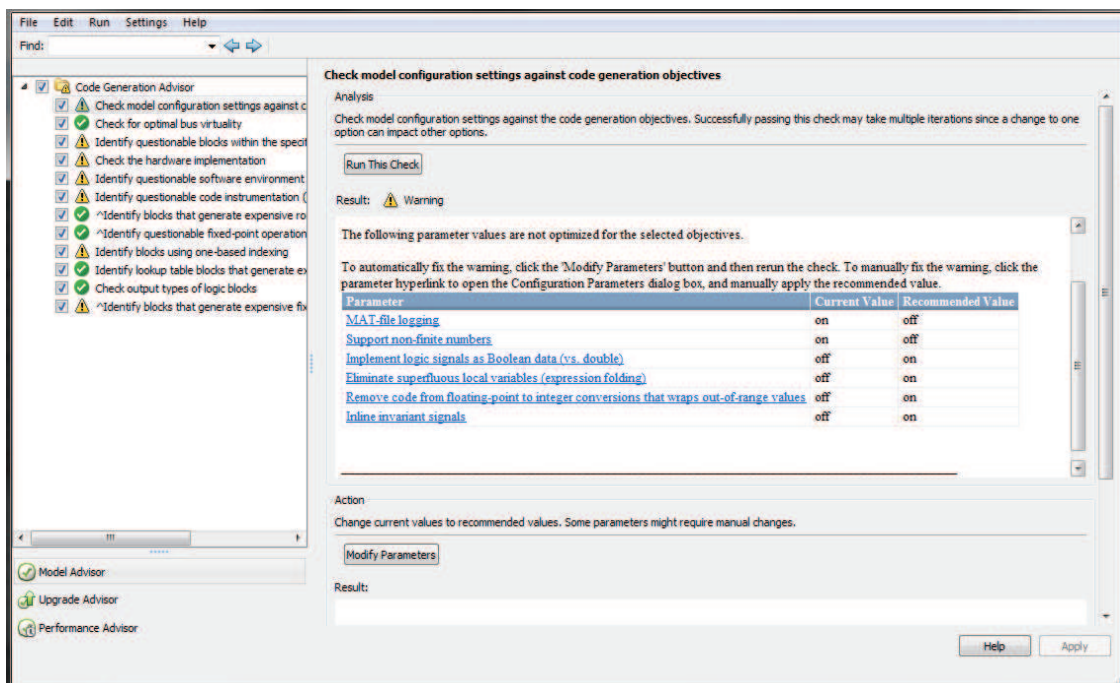 File Edit Run Settings Help
Find:
Code Generation Advisor
Check model configuration settings against c
Check for optimal bus virtuality
Identify questionable blocks within the specif
Check the hardware implementation
Identify questionable software environment
Identify questionable code instrumentation (
^Identify blocks that generate expensive ro
^Identify questionable fixed-point operation
Identify blocks using one-based indexing
Identify lookup table blocks that generate ex
Check output types of logic blocks
^Identify blocks that generate expensive fix
Model Advisor
Upgrade Advisor
Performance Advisor
Check model configuration settings against code generation objectives
Analysis
Check model configuration settings against the code generation objectives. Successfully passing this check may take multiple iterations since a change to one
option can impact other options.
Run This Check
Result: Warning
The following parameter values are not optimized for the selected objectives.
To automatically fix the warning, click the 'Modify Parameters' button and then rerun the check. To manually fix the warning, click the
parameter hyperlink to open the Configuration Parameters dialog box, and manually apply the recommended value.
Parameter Current Value Recommended Value
MAT-file logging on off
Support non-finite numbers on off
Implement logic signals as Boolean data (vs. double) off on
Eliminate superfluous local variables (expression folding) off on
Remove code from floating-point to integer conversions that wraps out-of-range values off on
Inline invariant signals off on
Action
Change current values to recommended values. Some parameters might require manual changes.
Modify Parameters
Result:
Help Apply